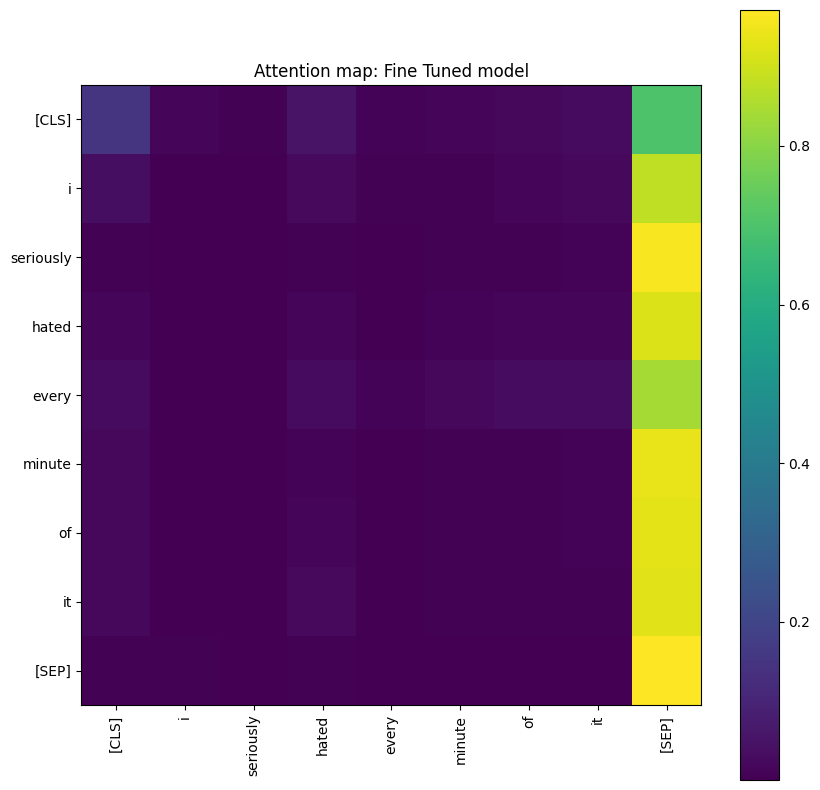 Attention map: Fine Tuned model
[CLS]
i
seriously
hated
every
minute
of
it
[SEP]
[CLS]
i
seriously
hated
every
minute
of
it
[SEP]
0.8
0.6
0.4
0.2